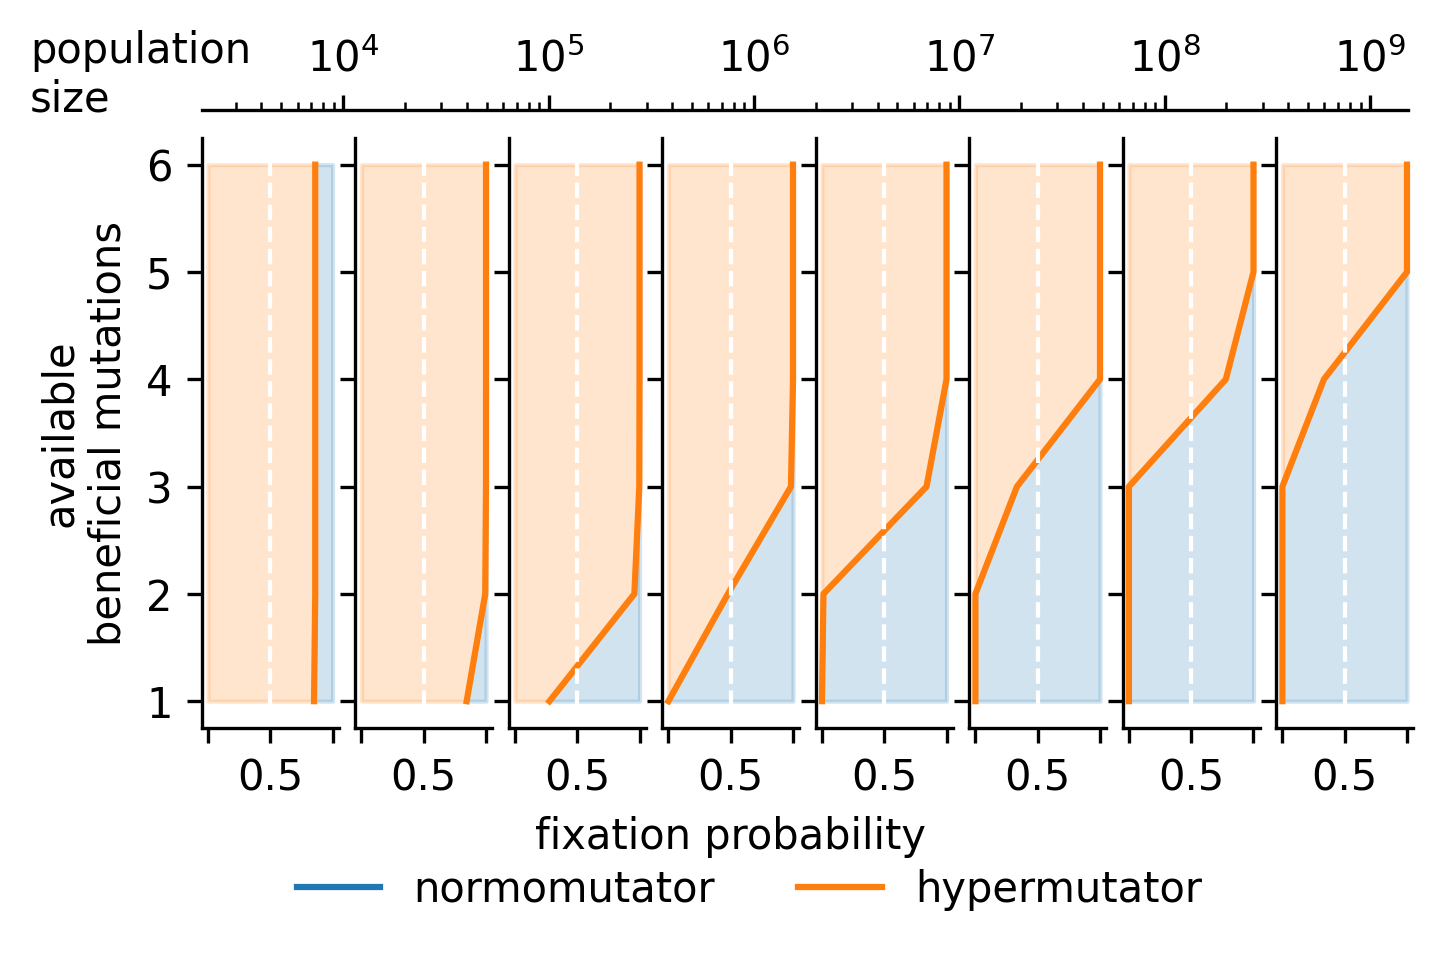 population
size
10⁴ 10⁵ 10⁶ 10⁷ 10⁸ 10⁹
available
beneficial mutations
6
5
4
3
2
1
0.5 0.5 0.5 0.5 0.5 0.5 0.5 0.5
fixation probability
normomutator hypermutator